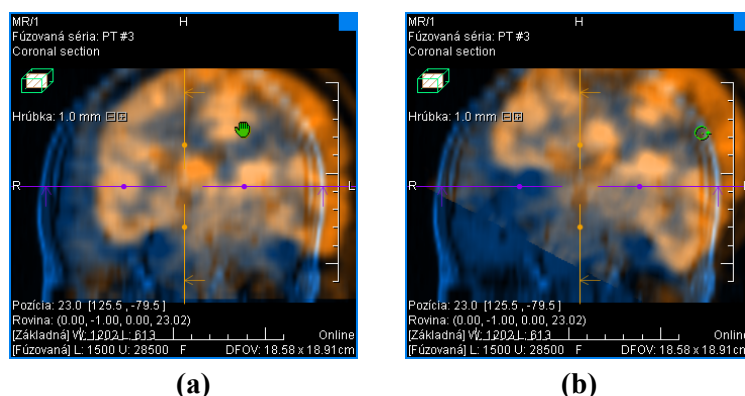 MR/1
H
Fúzovaná séria: PT #3
Coronal section
Hrúbka: 1.0 mm
R
L
Pozícia: 23.0 [125.5 , -79.5 ]
Rovina: (0.00, -1.00, 0.00, 23.02)
[Základná] W: 1202 L: 613
Online
[Fúzovaná] L: 1500 U: 28500
F
DFOV: 18.58 x 18.91cm
(a)
MR/1
H
Fúzovaná séria: PT #3
Coronal section
Hrúbka: 1.0 mm
R
L
Pozícia: 23.0 [125.5 , -79.5 ]
Rovina: (0.00, -1.00, 0.00, 23.02)
[Základná] W: 1202 L: 613
Online
[Fúzovaná] L: 1500 U: 28500
F
DFOV: 18.58 x 18.91cm
(b)